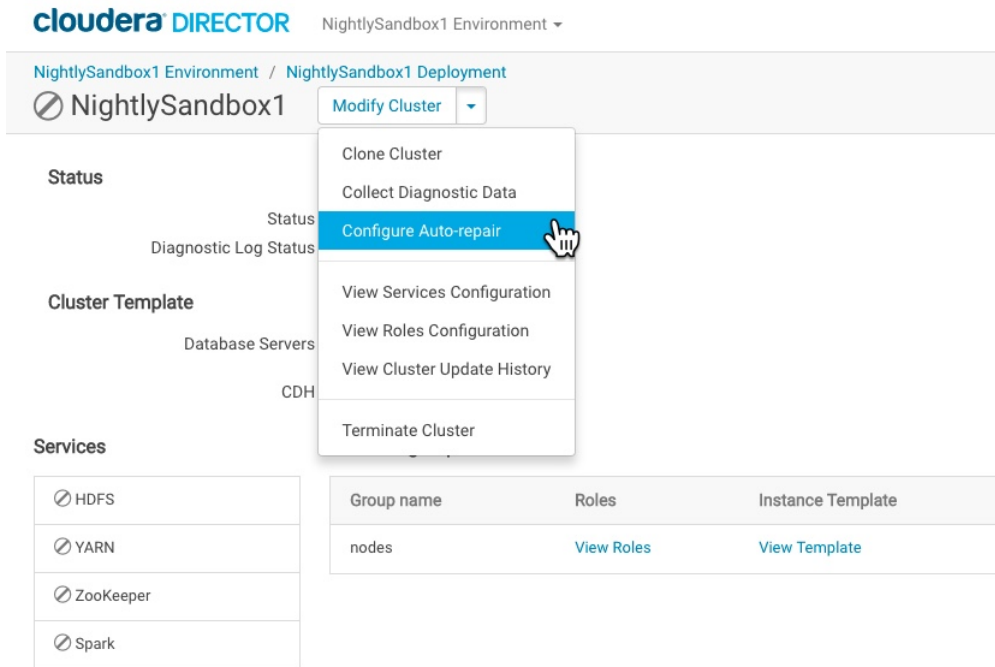 cloudera DIRECTOR NightlySandbox1 Environment
NightlySandbox1 Environment / NightlySandbox1 Deployment
NightlySandbox1 Modify Cluster
Clone Cluster
Collect Diagnostic Data
Configure Auto-repair
View Services Configuration
View Roles Configuration
View Cluster Update History
Terminate Cluster
Status
Status
Diagnostic Log Status
Cluster Template
Database Servers
CDH
Services
HDFS
YARN
ZooKeeper
Spark
Group name Roles Instance Template
nodes View Roles View Template